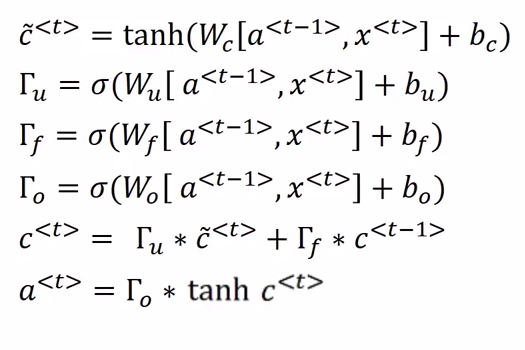 c̃^{<t>} = tanh(W_c[a^{<t−1>}, x^{<t>}] + b_c)
Γ_u = σ(W_u[ a^{<t−1>}, x^{<t>}] + b_u)
Γ_f = σ(W_f[ a^{<t−1>}, x^{<t>}] + b_f)
Γ_o = σ(W_o[ a^{<t−1>}, x^{<t>}] + b_o)
c^{<t>} = Γ_u * c̃^{<t>} + Γ_f * c^{<t−1>}
a^{<t>} = Γ_o * tanh c^{<t>}